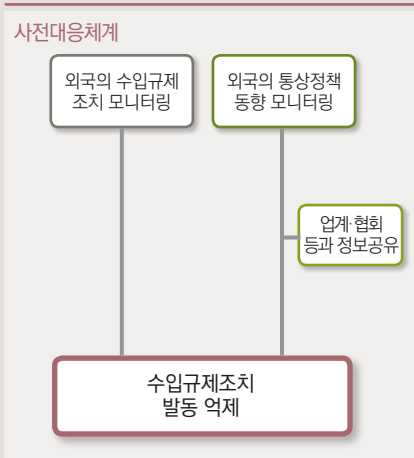 사전대응체계
외국의 수입규제
조치 모니터링
외국의 통상정책
동향 모니터링
업계·협회
등과 정보공유
수입규제조치
발동 억제